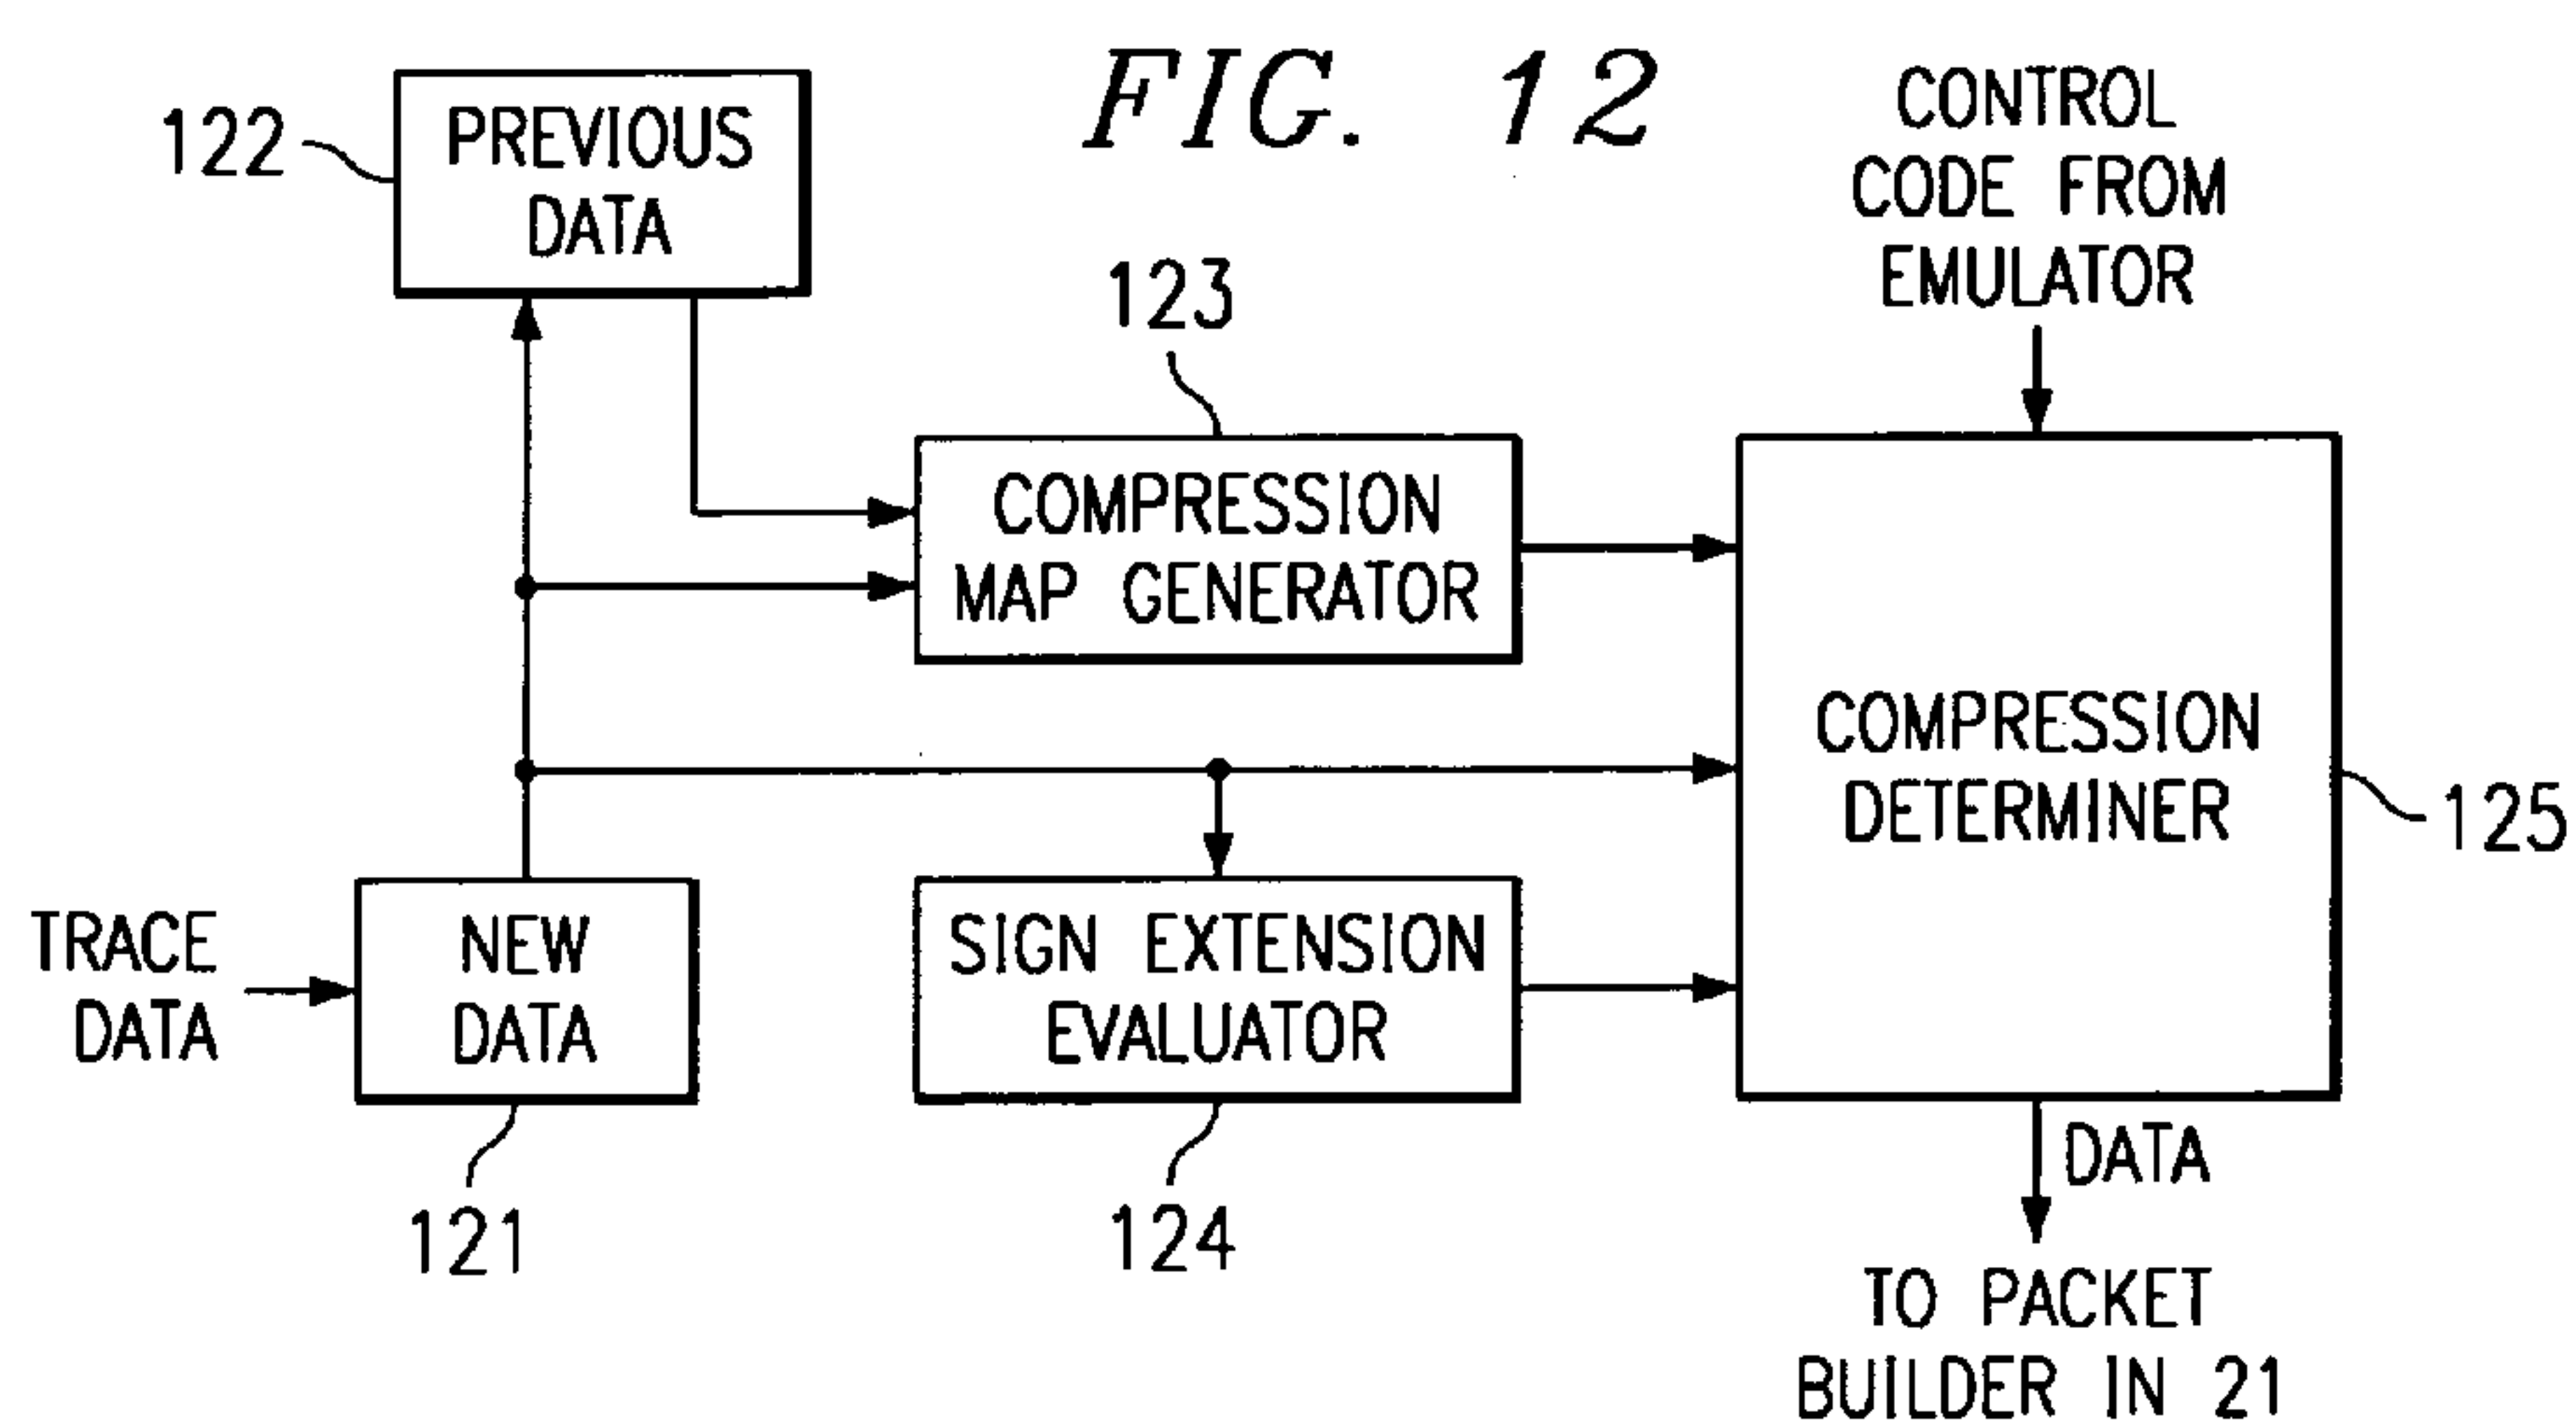 FIG. 12
122
PREVIOUS
DATA
CONTROL
CODE FROM
EMULATOR
123
COMPRESSION
MAP GENERATOR
COMPRESSION
DETERMINER
125
TRACE
DATA
NEW
DATA
121
SIGN EXTENSION
EVALUATOR
124
DATA
TO PACKET
BUILDER IN 21